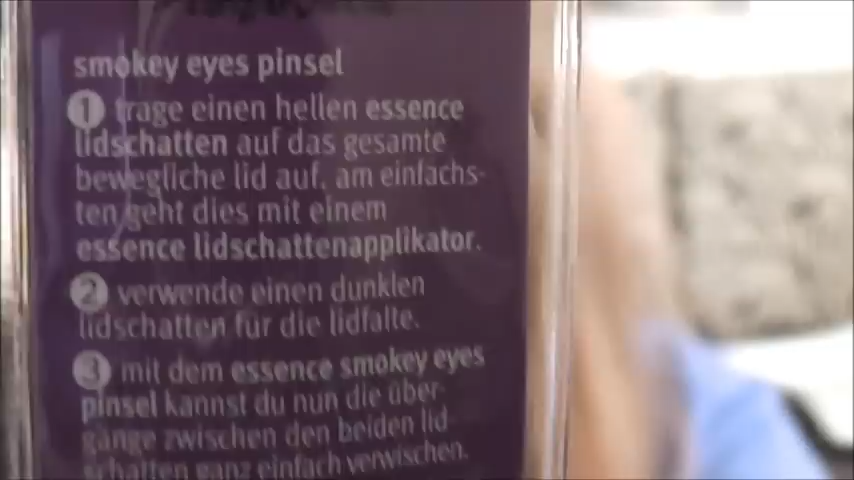 smokey eyes pinsel
1 trage einen hellen essence
lidschatten auf das gesamte
bewegliche lid auf. am einfachs-
ten geht dies mit einem
essence lidschattenapplikator.
2 verwende einen dunklen
lidschatten für die lidfalte.
3 mit dem essence smokey eyes
pinsel kannst du nun die über-
gänge zwischen den beiden lid
schatten ganz einfach verwischen.